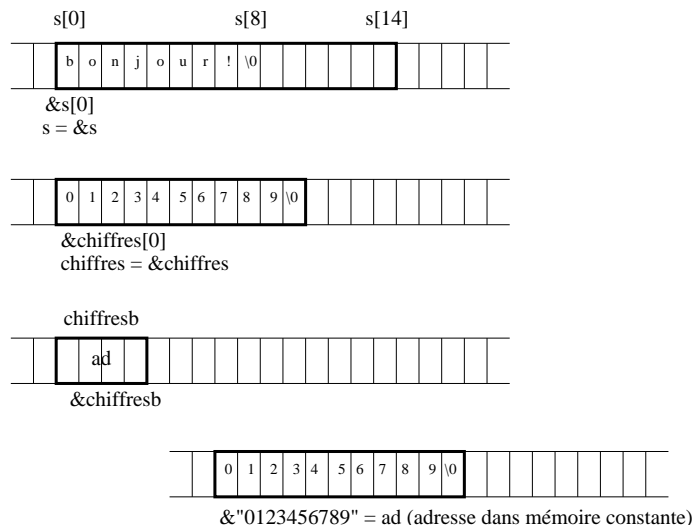 s[0] s[8] s[14]
b o n j o u r ! \0
&s[0]
s = &s
0 1 2 3 4 5 6 7 8 9 \0
&chiffres[0]
chiffres = &chiffres
chiffresb
ad
&chiffresb
0 1 2 3 4 5 6 7 8 9 \0
&"0123456789" = ad (adresse dans mémoire constante)